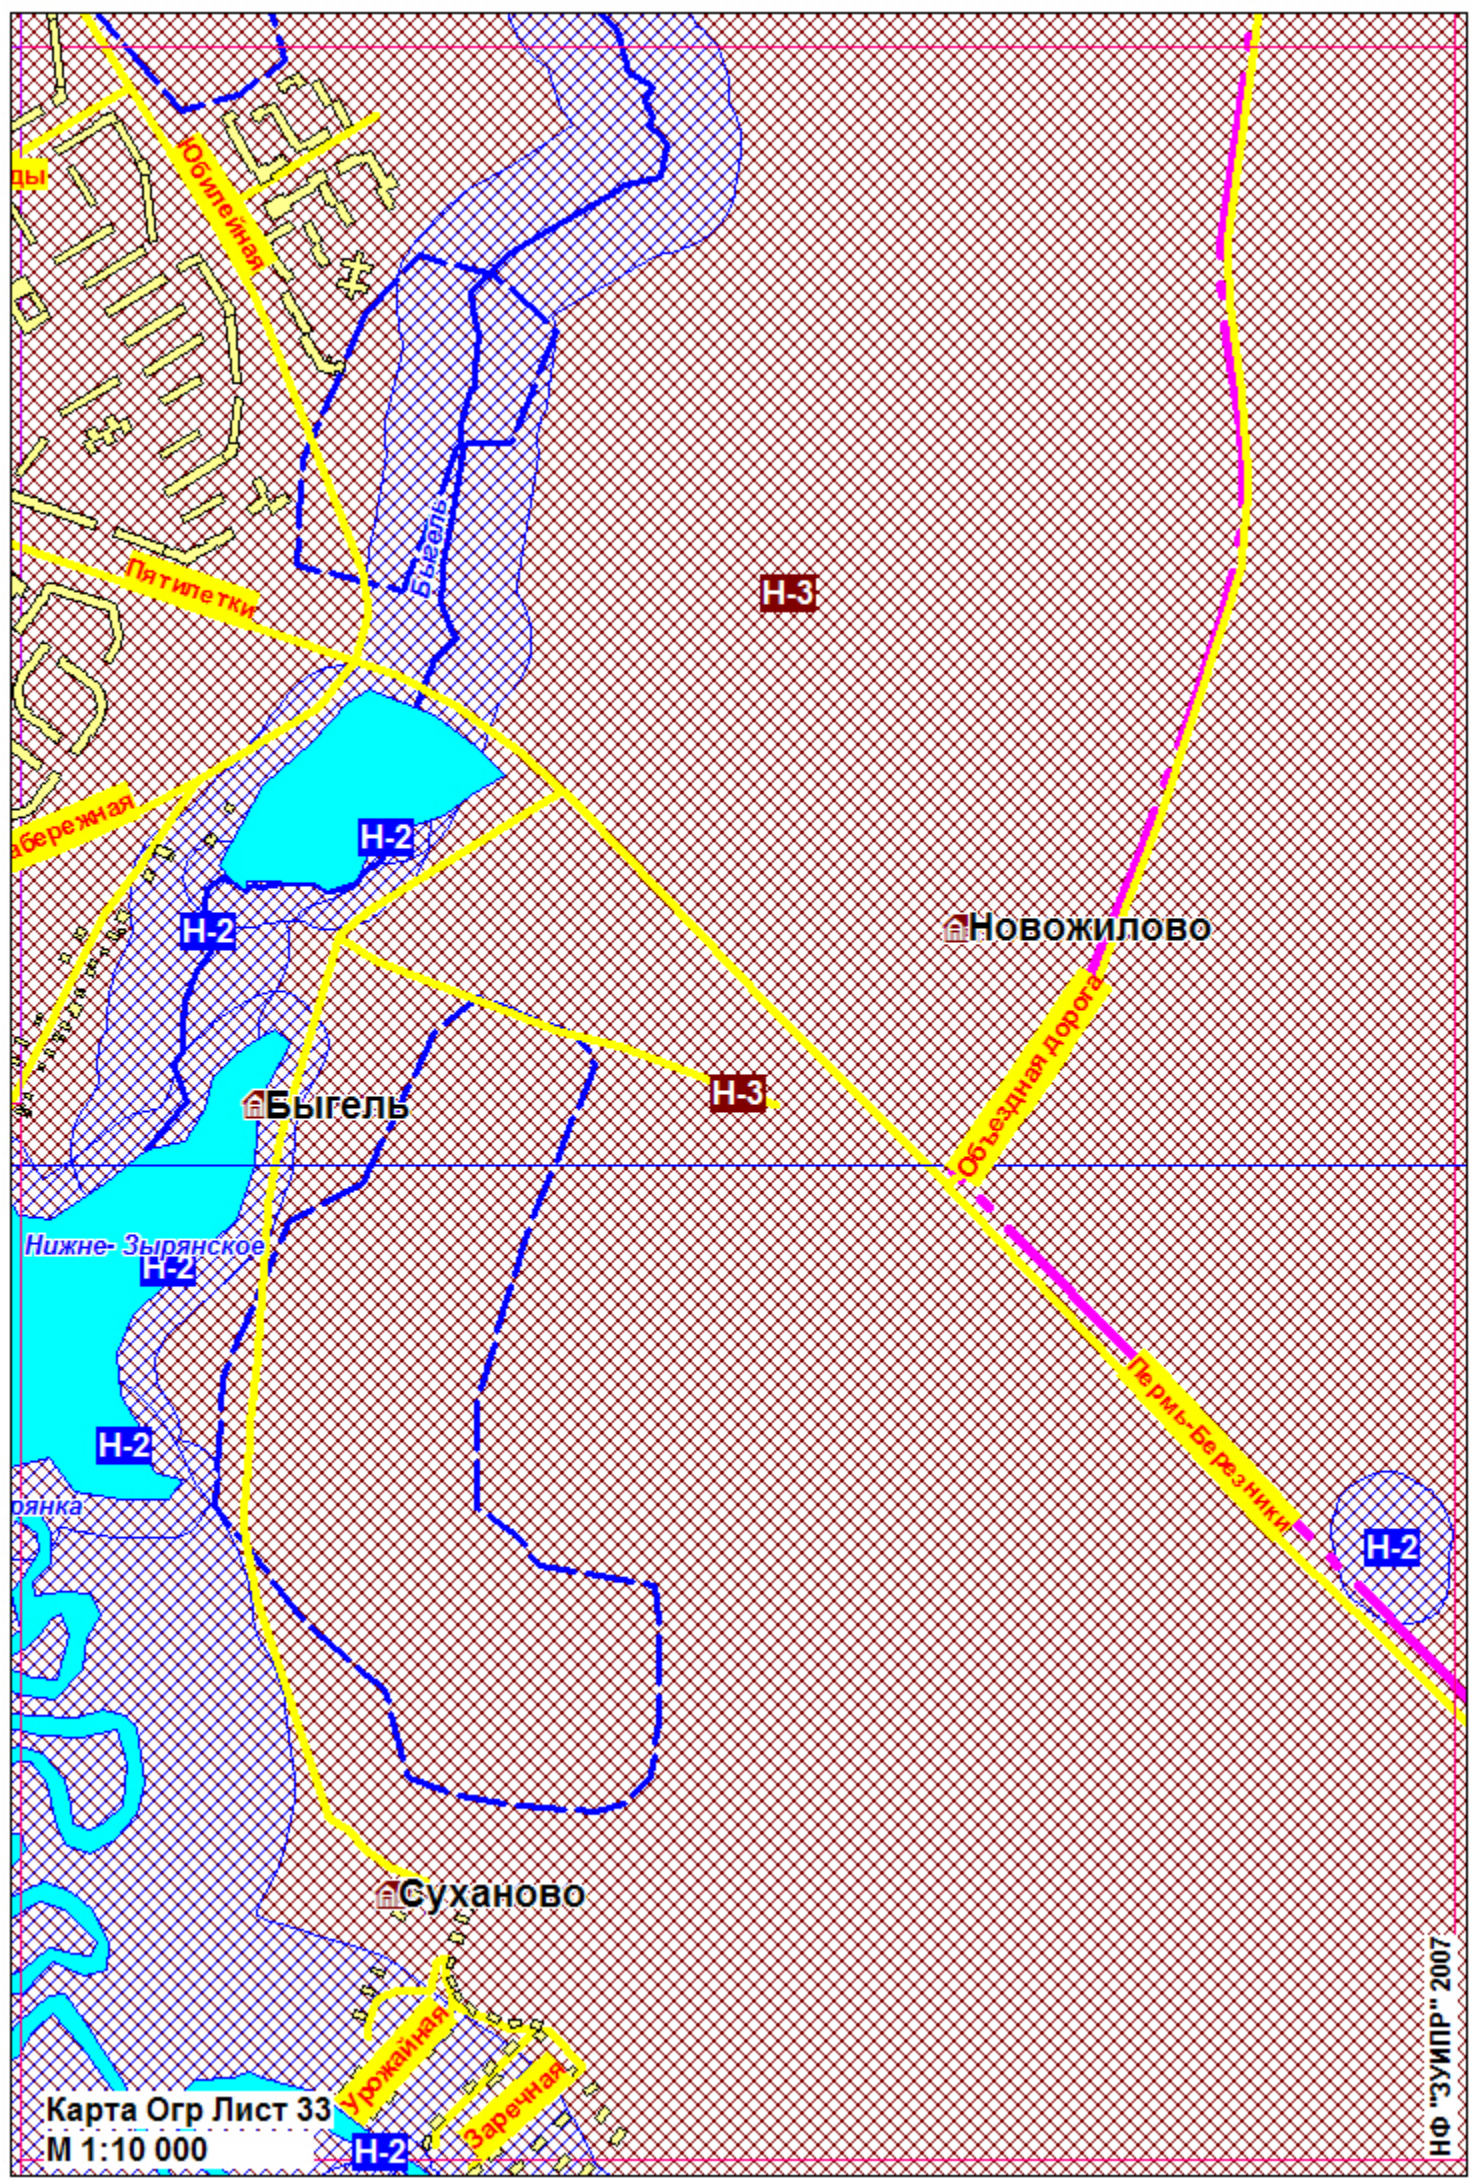 ды
Юбилейная
Быгель
Пятилетки
Н-3
Н-2
абережная
Н-2
Новожилово
Объездная дорога
Н-3
Быгель
Нижне- Зырянское
Н-2
Пермь-Березники
Н-2
рянка
Н-2
Суханово
Урожайная
Заречная
НФ "ЗУИПР" 2007
Карта Огр Лист 33
М 1:10 000
Н-2